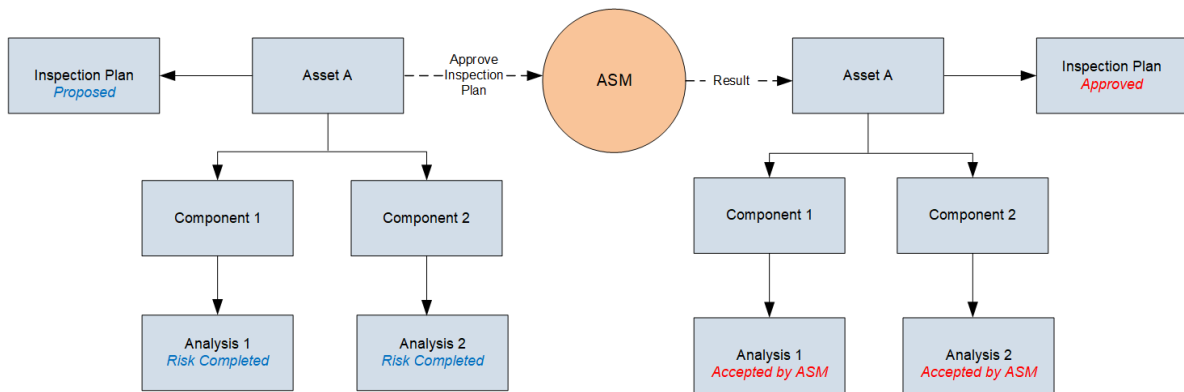 Inspection Plan
Proposed
Asset A
Approve
Inspection
Plan
ASM
Result
Asset A
Inspection Plan
Approved
Component 1
Component 2
Component 1
Component 2
Analysis 1
Risk Completed
Analysis 2
Risk Completed
Analysis 1
Accepted by ASM
Analysis 2
Accepted by ASM